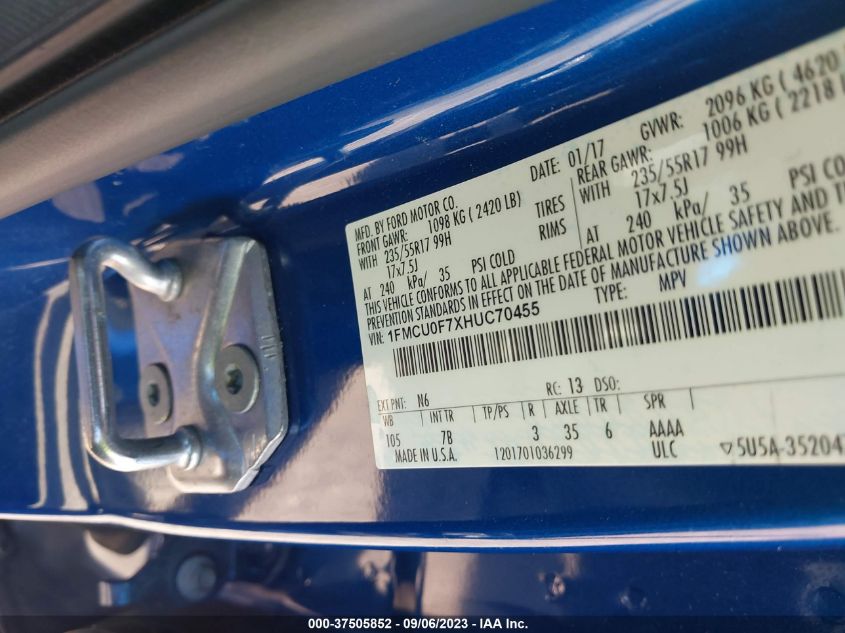 MFD. BY FORD MOTOR CO.
DATE: 01/17
GVWR: 2096 KG ( 4620
FRONT GAWR: 1098 KG ( 2420 LB)
REAR GAWR: 1006 KG ( 2218 LB
WITH 235/55R17 99H TIRES
WITH 235/55R17 99H
17x7.5J RIMS
17x7.5J
AT 240 kPa/ 35 PSI COLD
AT 240 kPa/ 35 PSI COLD
THIS VEHICLE CONFORMS TO ALL APPLICABLE FEDERAL MOTOR VEHICLE SAFETY AND
PREVENTION STANDARDS IN EFFECT ON THE DATE OF MANUFACTURE SHOWN ABOVE.
VIN: 1FMCU0F7XHUC70455
TYPE: MPV
EXT PNT: N6 RC: 13 DSO:
WB INT TR TP/PS R AXLE TR SPR
105 7B 3 35 6 AAAA
MADE IN U.S.A. 1201701036299 ULC
▽5U5A-35204
000-37505852 - 09/06/2023 - IAA Inc.